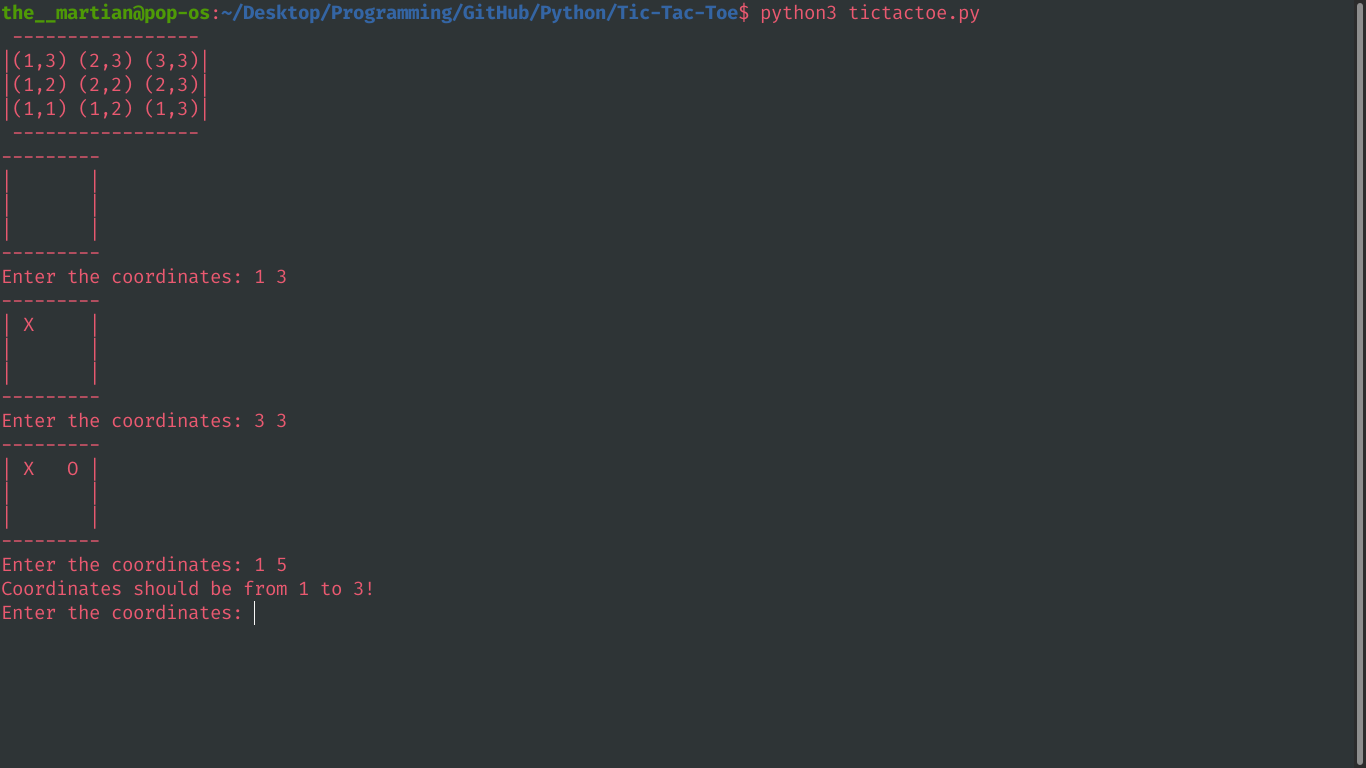 the__martian@pop-os:~/Desktop/Programming/GitHub/Python/Tic-Tac-Toe$ python3 tictactoe.py
 -----------------
|(1,3) (2,3) (3,3)|
|(1,2) (2,2) (2,3)|
|(1,1) (1,2) (1,3)|
 -----------------
---------
|       |
|       |
|       |
---------
Enter the coordinates: 1 3
---------
| X     |
|       |
|       |
---------
Enter the coordinates: 3 3
---------
| X   O |
|       |
|       |
---------
Enter the coordinates: 1 5
Coordinates should be from 1 to 3!
Enter the coordinates: